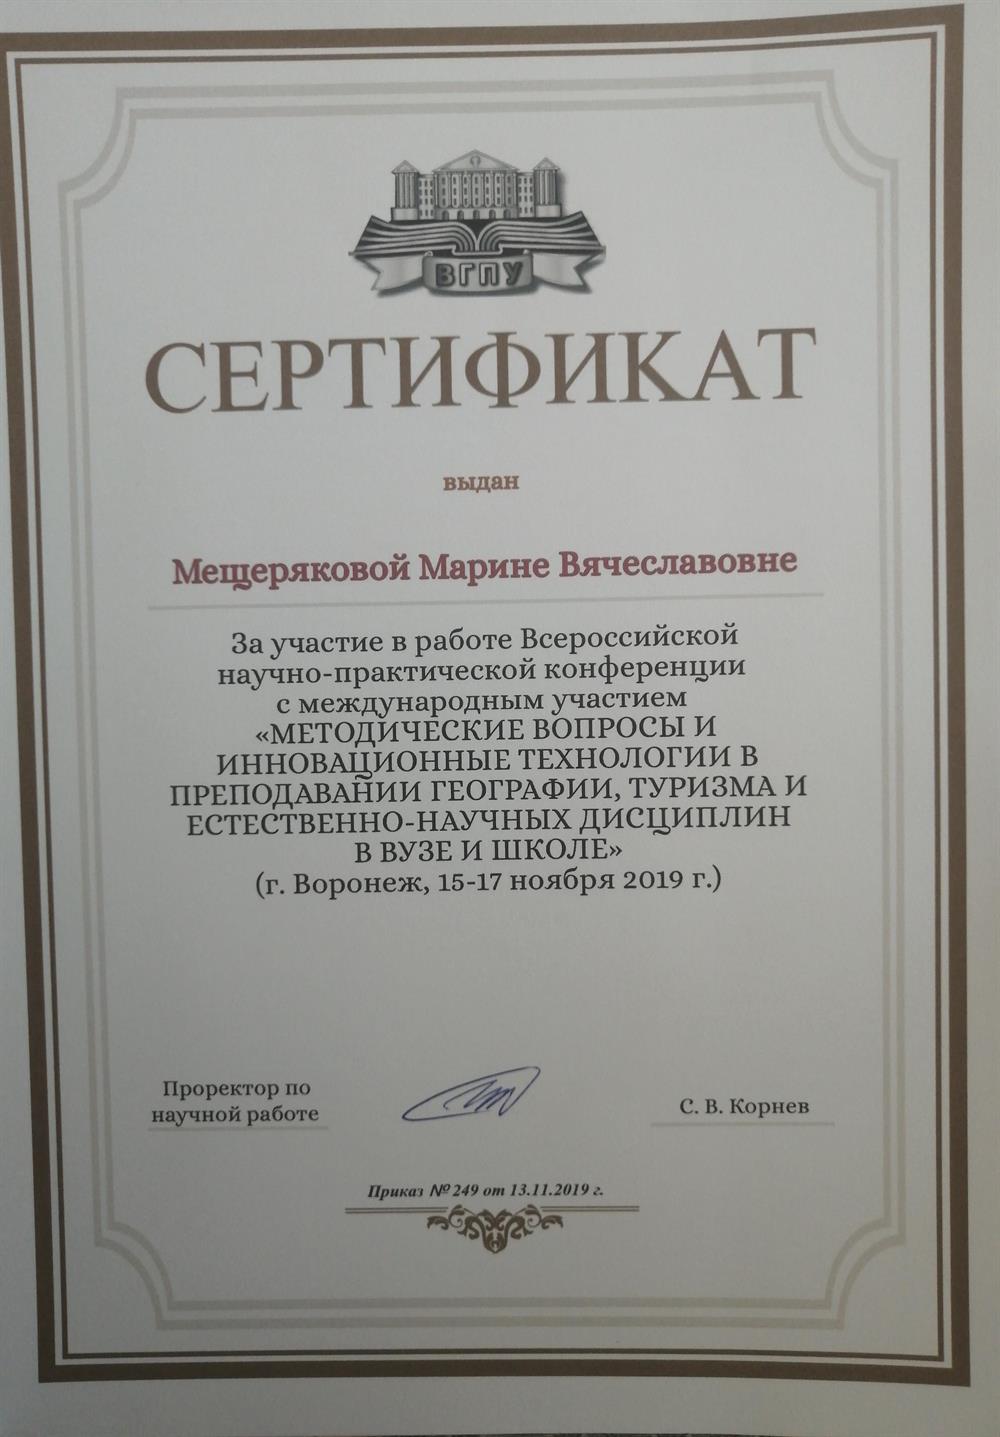 ВГПУ
СЕРТИФИКАТ
выдан
Мещеряковой Марине Вячеславовне
За участие в работе Всероссийской
научно-практической конференции
с международным участием
«МЕТОДИЧЕСКИЕ ВОПРОСЫ И
ИННОВАЦИОННЫЕ ТЕХНОЛОГИИ В
ПРЕПОДАВАНИИ ГЕОГРАФИИ, ТУРИЗМА И
ЕСТЕСТВЕННО-НАУЧНЫХ ДИСЦИПЛИН
В ВУЗЕ И ШКОЛЕ»
(г. Воронеж, 15-17 ноября 2019 г.)
Проректор по
научной работе
С. В. Корнев
Приказ №249 от 13.11.2019 г.